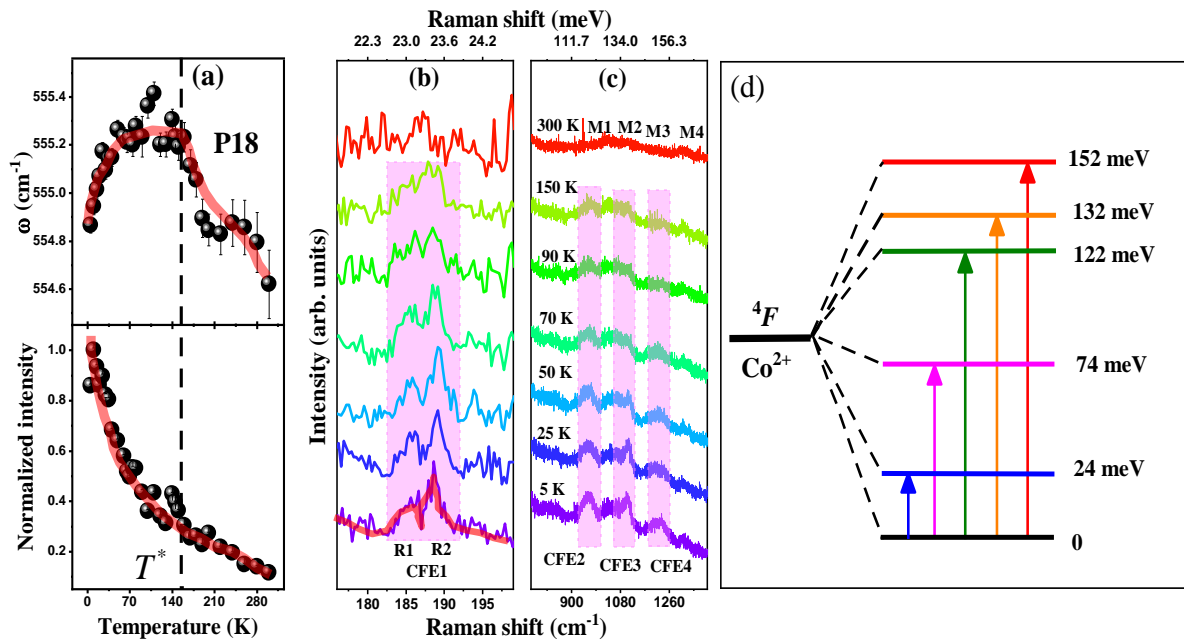 Raman shift (meV)
22.3 23.0 23.6 24.2
111.7 134.0 156.3
(a)
P18
555.4
555.2
555.0
554.8
554.6
ω (cm⁻¹)
1.0
0.8
0.6
0.4
0.2
Normalized intensity
T*
0 70 140 210 280
Temperature (K)
(b)
Intensity (arb. units)
R1 R2
CFE1
180 185 190 195
(c)
300 K M1 M2 M3 M4
150 K
90 K
70 K
50 K
25 K
5 K
CFE2 CFE3 CFE4
900 1080 1260
Raman shift (cm⁻¹)
(d)
⁴F
Co²⁺
152 meV
132 meV
122 meV
74 meV
24 meV
0